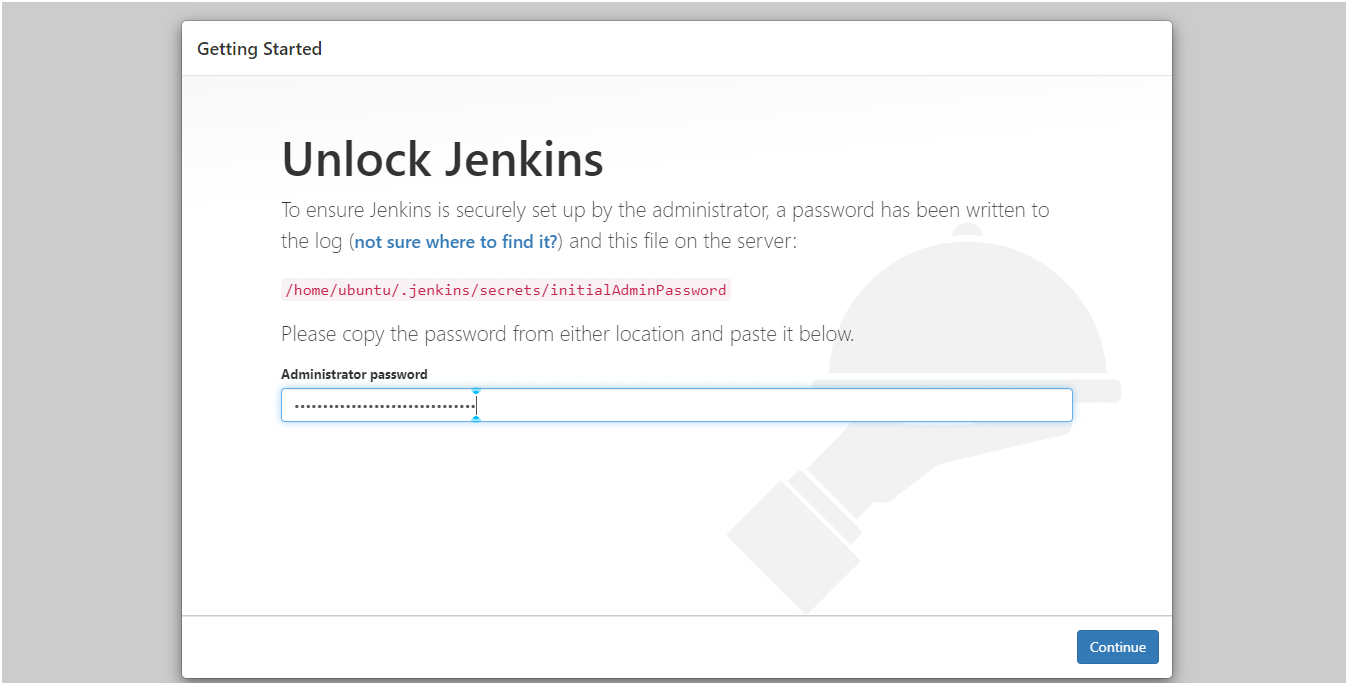 Getting Started
Unlock Jenkins
To ensure Jenkins is securely set up by the administrator, a password has been written to
the log (not sure where to find it?) and this file on the server:
/home/ubuntu/.jenkins/secrets/initialAdminPassword
Please copy the password from either location and paste it below.
Administrator password
Continue